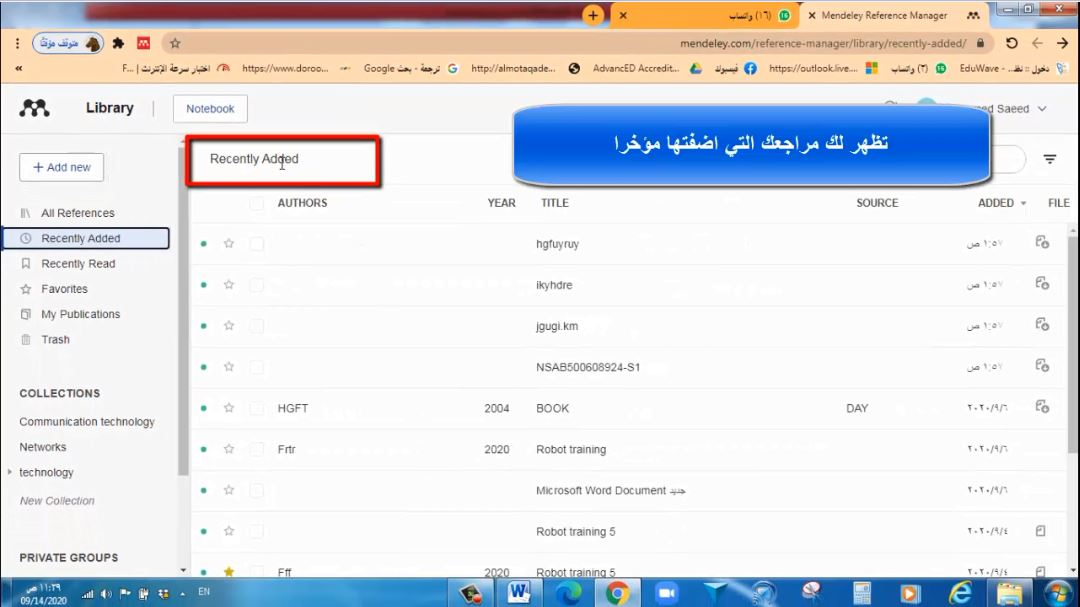 (١٦) واتساب
Mendeley Reference Manager
متوقف مؤقتًا
mendeley.com/reference-manager/library/recently-added/
اختبار سرعة الإنترنت | F...
https://www.doroo...
ترجمة - بحث Google
http://almotaqade...
AdvancED Accredit...
فيسبوك
https://outlook.live....
(٢) واتساب
دخول :: نظـ... EduWave
Library
Notebook
Saeed
تظهر لك مراجعك التي اضفتها مؤخرا
+ Add new
Recently Added
All References
Recently Added
Recently Read
Favorites
My Publications
Trash
COLLECTIONS
Communication technology
Networks
technology
New Collection
PRIVATE GROUPS
AUTHORS YEAR TITLE SOURCE ADDED FILE
hgfuyruy ١:٥٧ ص
ikyhdre ١:٥٧ ص
jgugi.km ١:٥٧ ص
NSAB500608924-S1 ١:٥٧ ص
HGFT 2004 BOOK DAY ٢٠٢٠/٩/٦
Frtr 2020 Robot training ٢٠٢٠/٩/٦
Microsoft Word Document جديد ٢٠٢٠/٩/٦
Robot training 5 ٢٠٢٠/٩/٤
Fff 2020 Robot training 5 ٢٠٢٠/٩/٤
١١:٣٩ ص
09/14/2020
EN